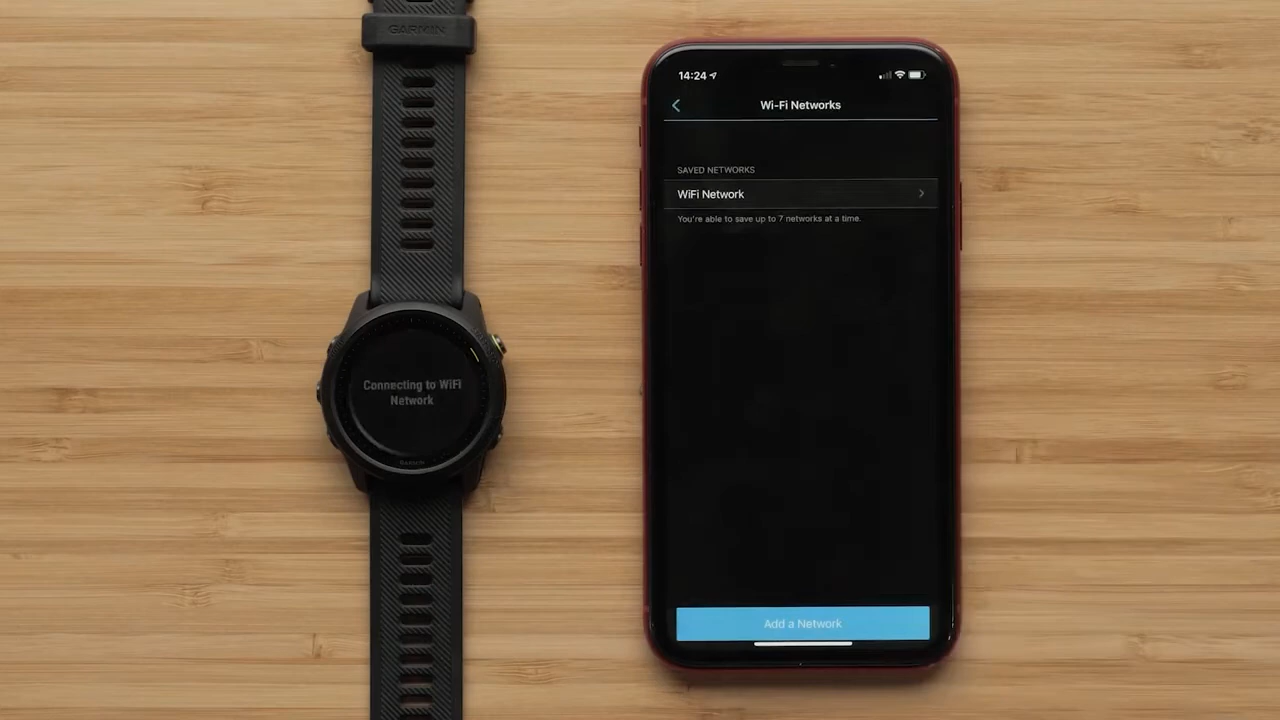 GARMIN
Connecting to WiFi
Network
GARMIN
14:24
Wi-Fi Networks
SAVED NETWORKS
WiFi Network
You're able to save up to 7 networks at a time.
Add a Network